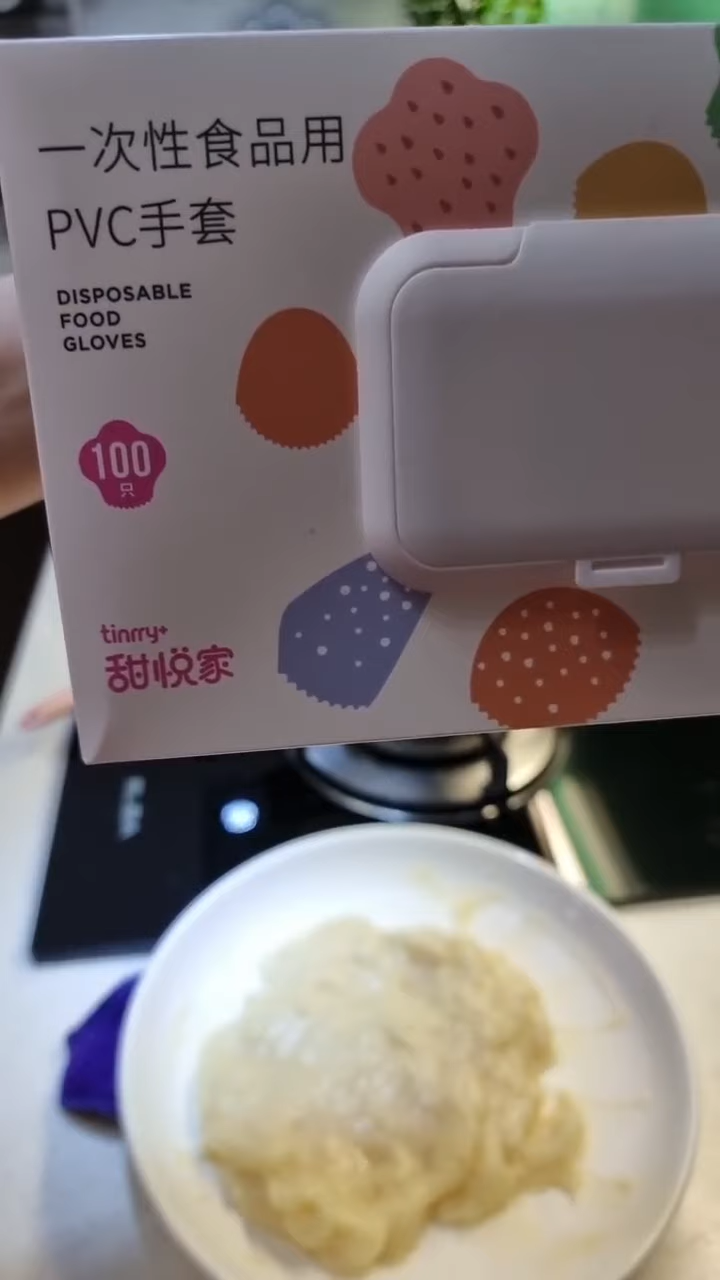 一次性食品用
PVC手套
DISPOSABLE
FOOD
GLOVES
100
只
tinrry+
甜悦家